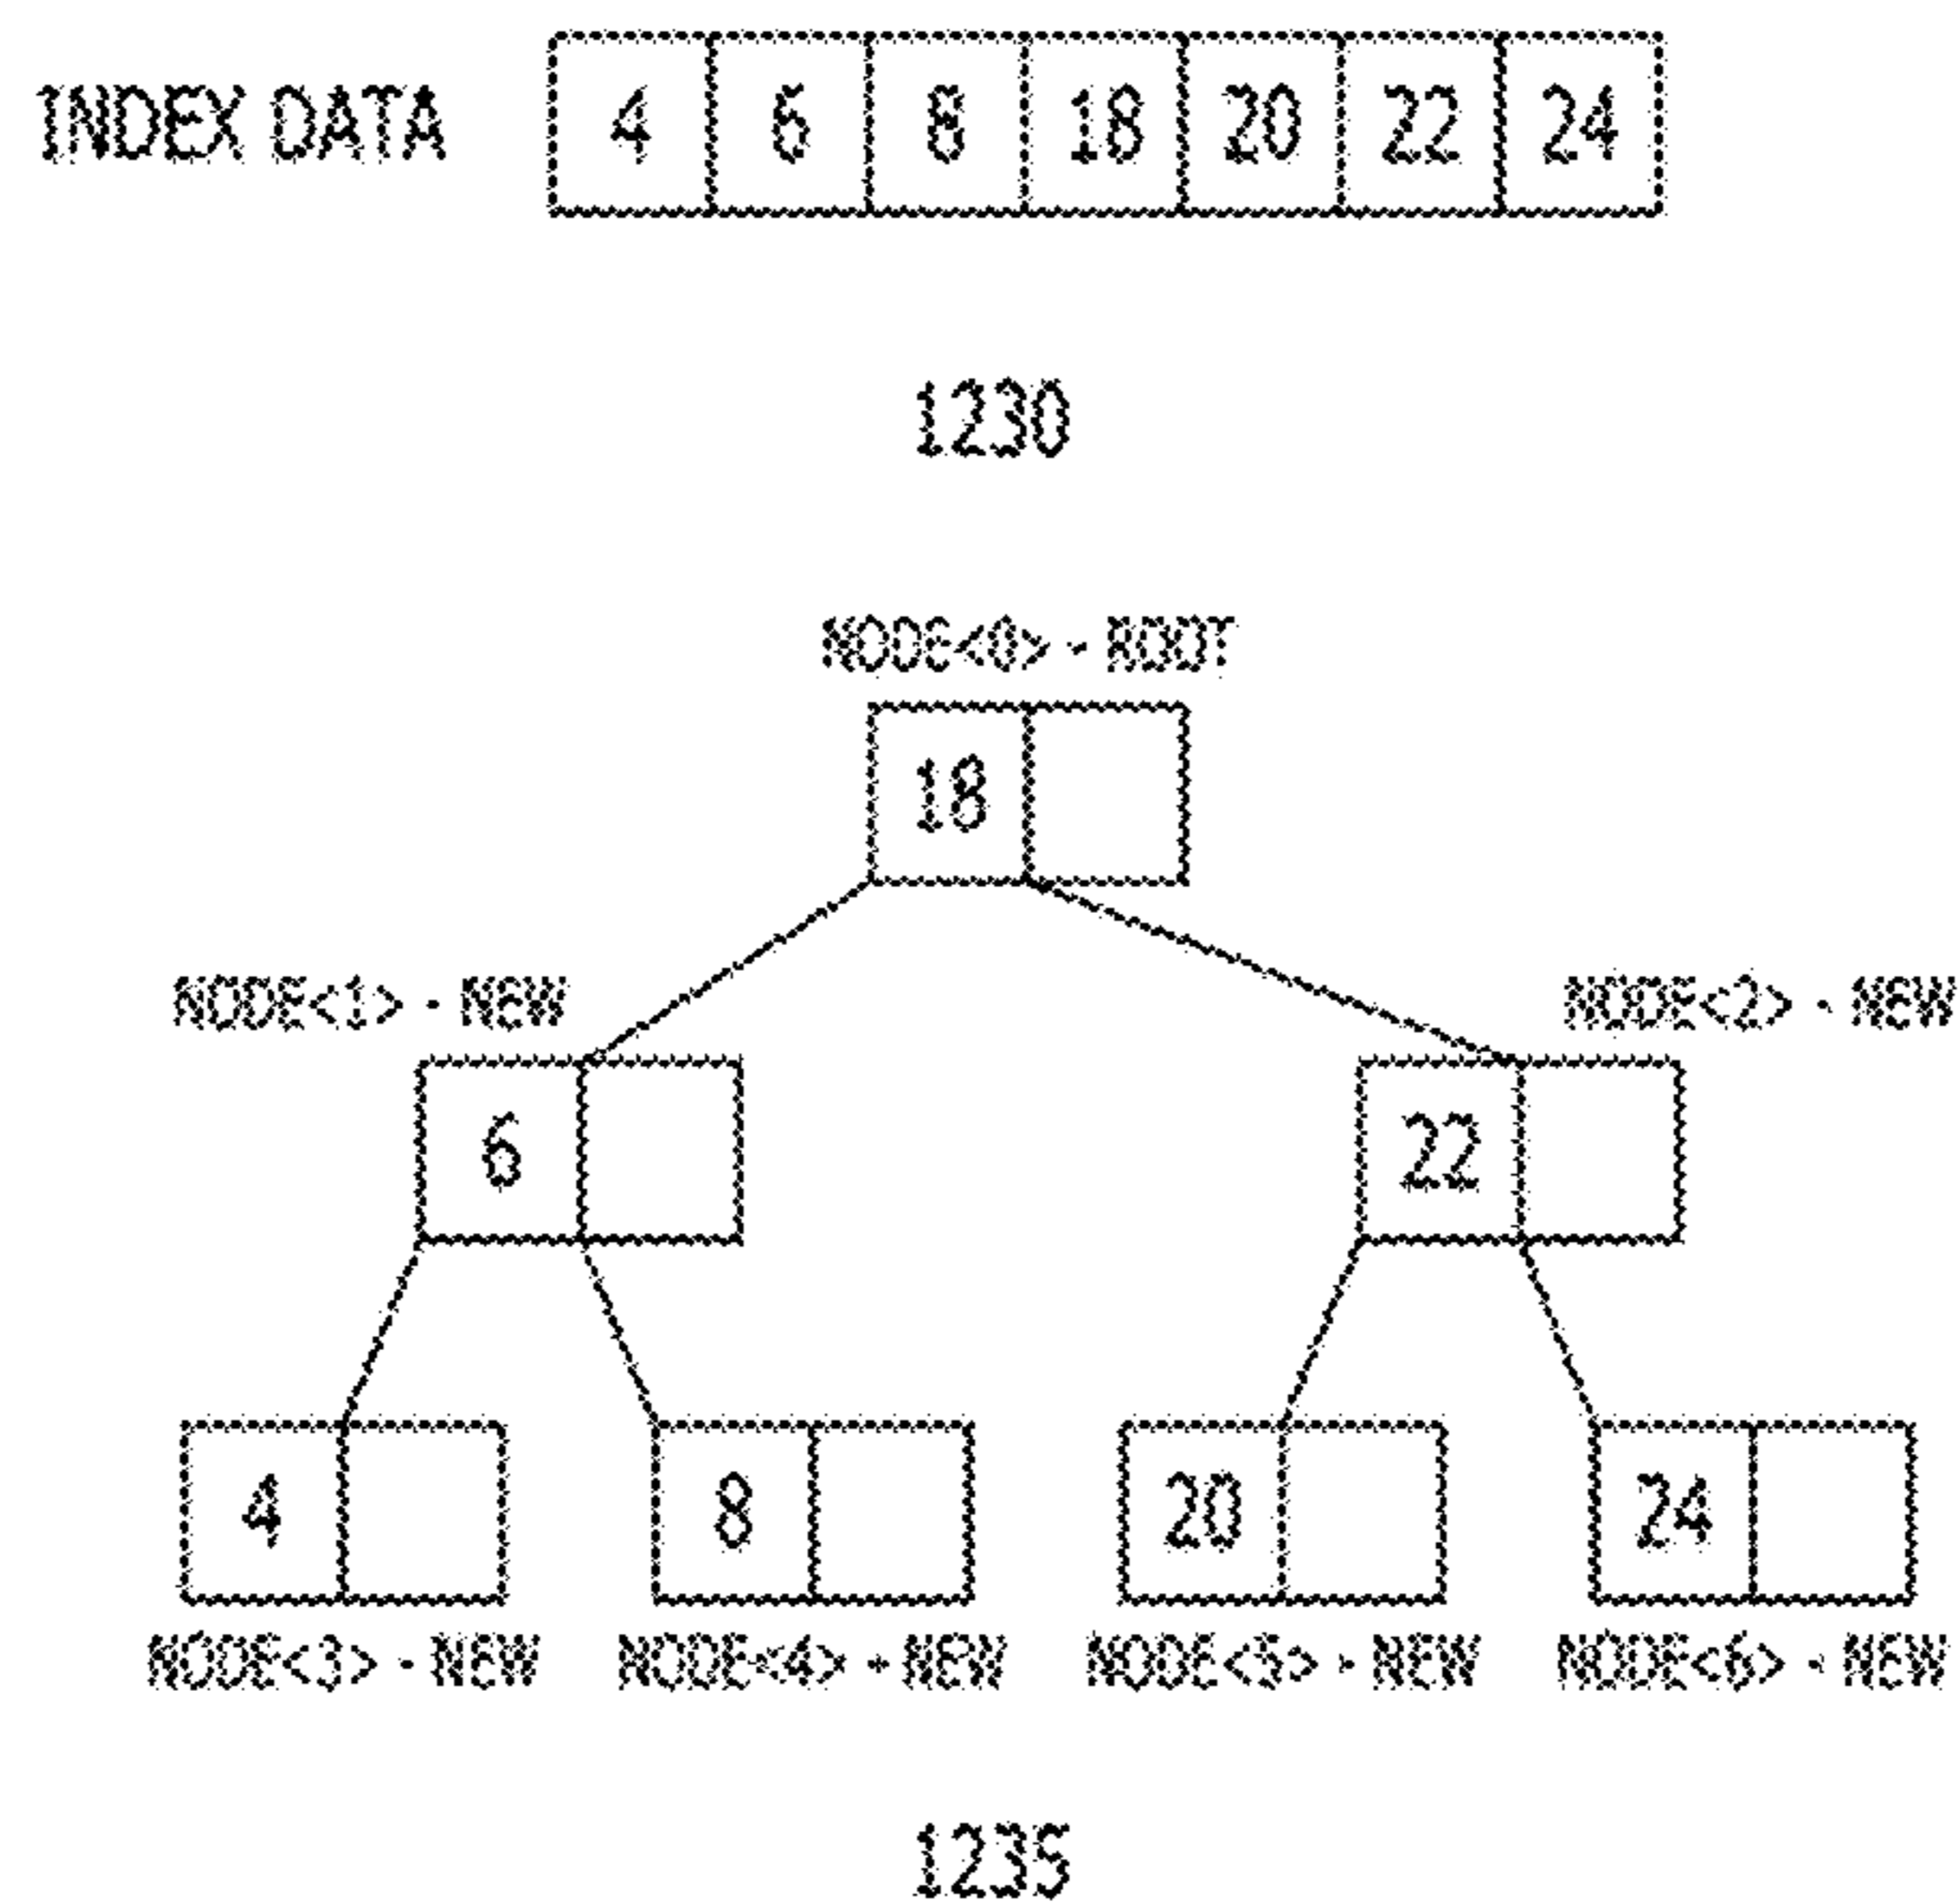 INDEX DATA 4 6 8 18 20 22 24
1230
NODE<0> - ROOT
18
NODE<1> - NEW NODE<2> - NEW
6 22
4 8 20 24
NODE<3> - NEW NODE<4> - NEW NODE<5> - NEW NODE<6> - NEW
1235